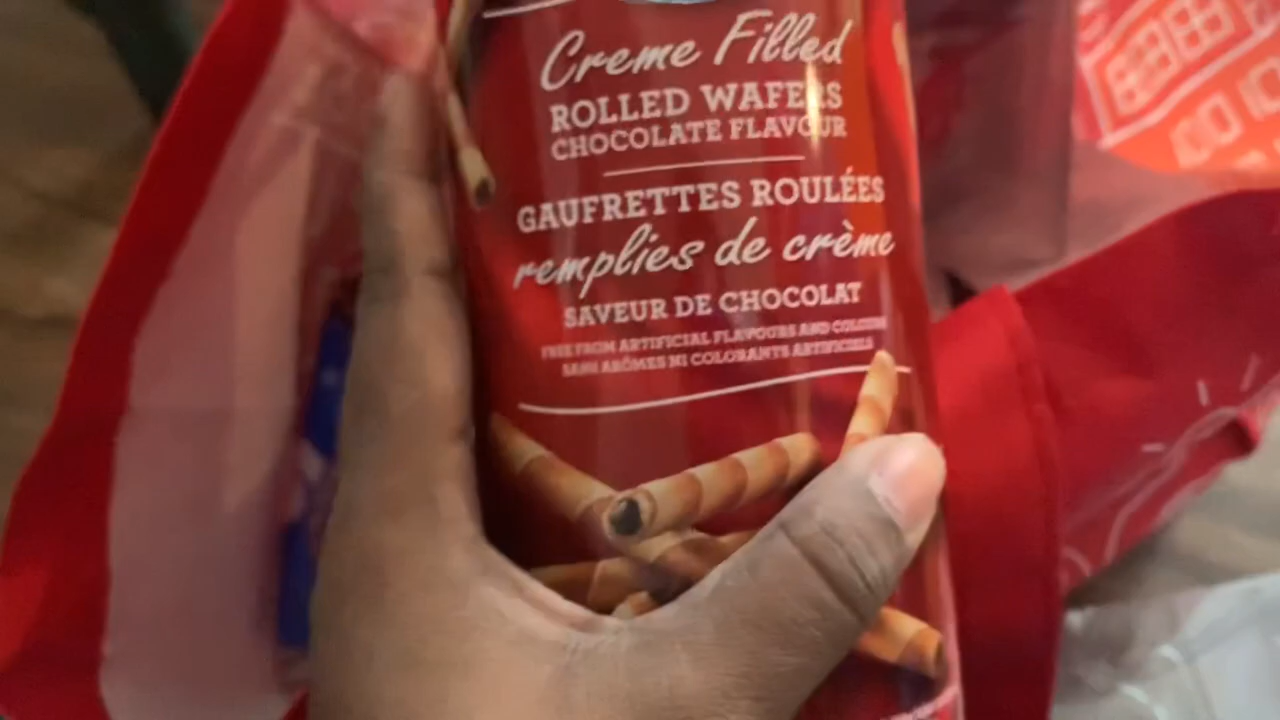 Creme Filled
ROLLED WAFERS
CHOCOLATE FLAVOUR
GAUFRETTES ROULÉES
remplies de crème
SAVEUR DE CHOCOLAT
FREE FROM ARTIFICIAL FLAVOURS AND COLOURS
SANS ARÔMES NI COLORANTS ARTIFICIELS